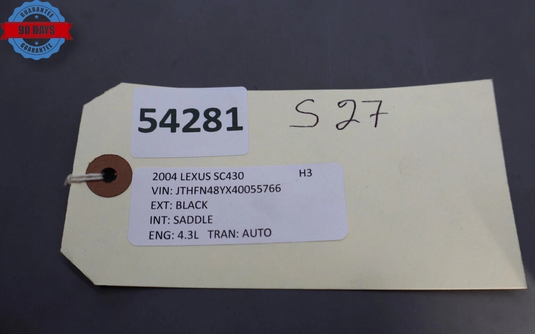 GUARANTEE
90 DAYS
GUARANTEE
54281
S 27
2004 LEXUS SC430 H3
VIN: JTHFN48YX40055766
EXT: BLACK
INT: SADDLE
ENG: 4.3L TRAN: AUTO